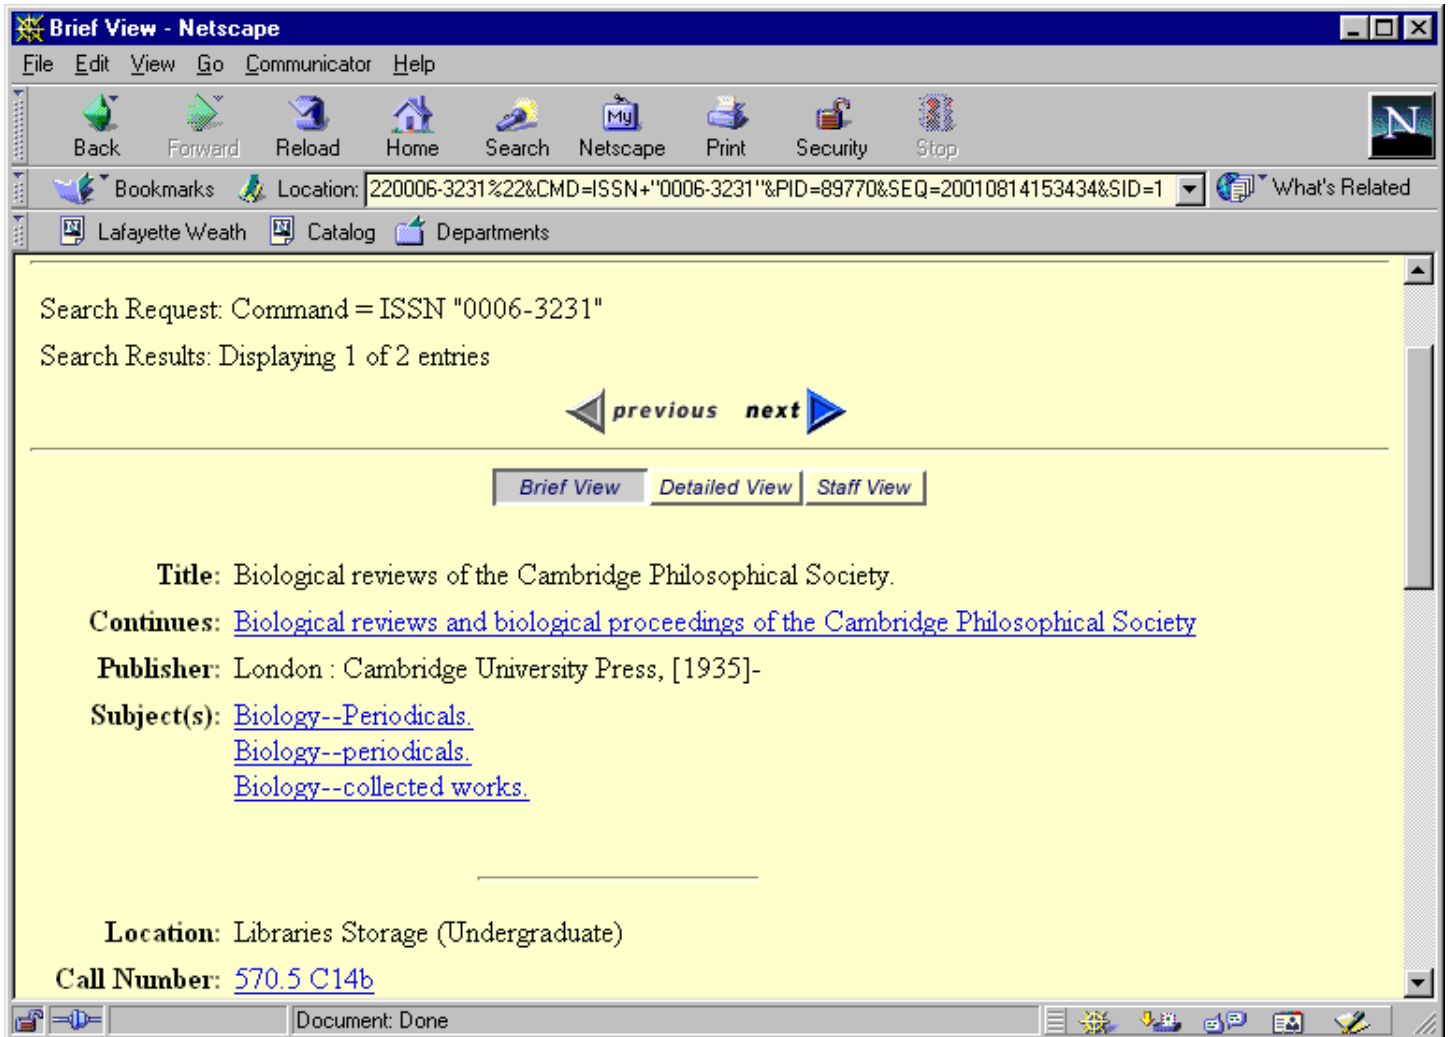 Brief View - Netscape
File Edit View Go Communicator Help
My
N
Back Forward Reload Home Search Netscape Print Security Stop
Bookmarks Location: 220006-3231%22&CMD=ISSN+"0006-3231"&PID=89770&SEQ=20010814153434&SID=1 What's Related
Lafayette Weath Catalog Departments
Search Request: Command = ISSN "0006-3231"
Search Results: Displaying 1 of 2 entries
previous next
Brief View Detailed View Staff View
Title: Biological reviews of the Cambridge Philosophical Society.
Continues: Biological reviews and biological proceedings of the Cambridge Philosophical Society
Publisher: London : Cambridge University Press, [1935]-
Subject(s): Biology--Periodicals.
Biology--periodicals.
Biology--collected works.
Location: Libraries Storage (Undergraduate)
Call Number: 570.5 C14b
Document: Done